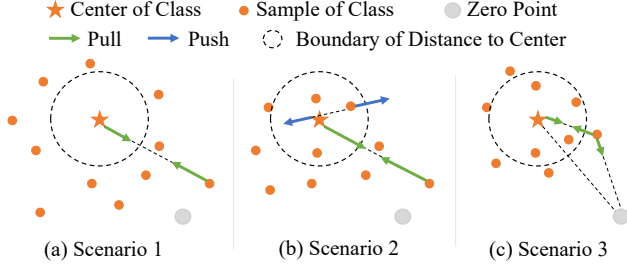 Center of Class Sample of Class Zero Point
Pull Push Boundary of Distance to Center
(a) Scenario 1 (b) Scenario 2 (c) Scenario 3